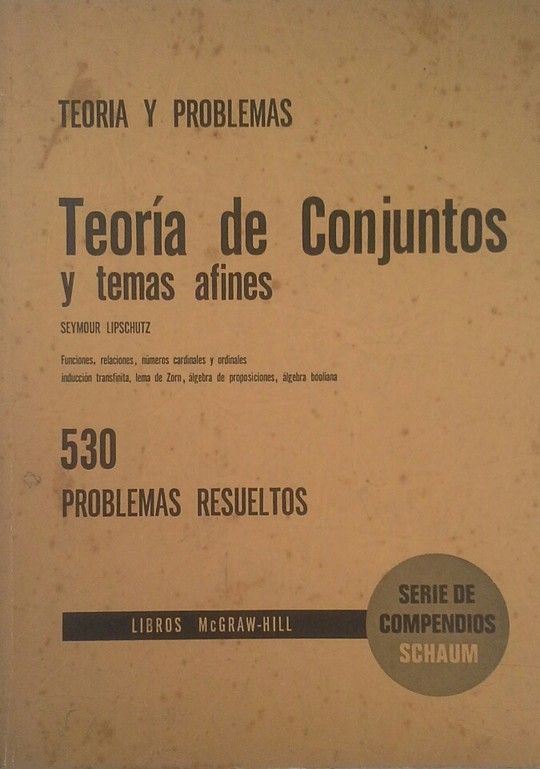 TEORIA Y PROBLEMAS
Teoría de Conjuntos
y temas afines
SEYMOUR LIPSCHUTZ
Funciones, relaciones, números cardinales y ordinales
inducción transfinita, lema de Zorn, álgebra de proposiciones, álgebra booliana
530
PROBLEMAS RESUELTOS
LIBROS McGRAW-HILL
SERIE DE
COMPENDIOS
SCHAUM